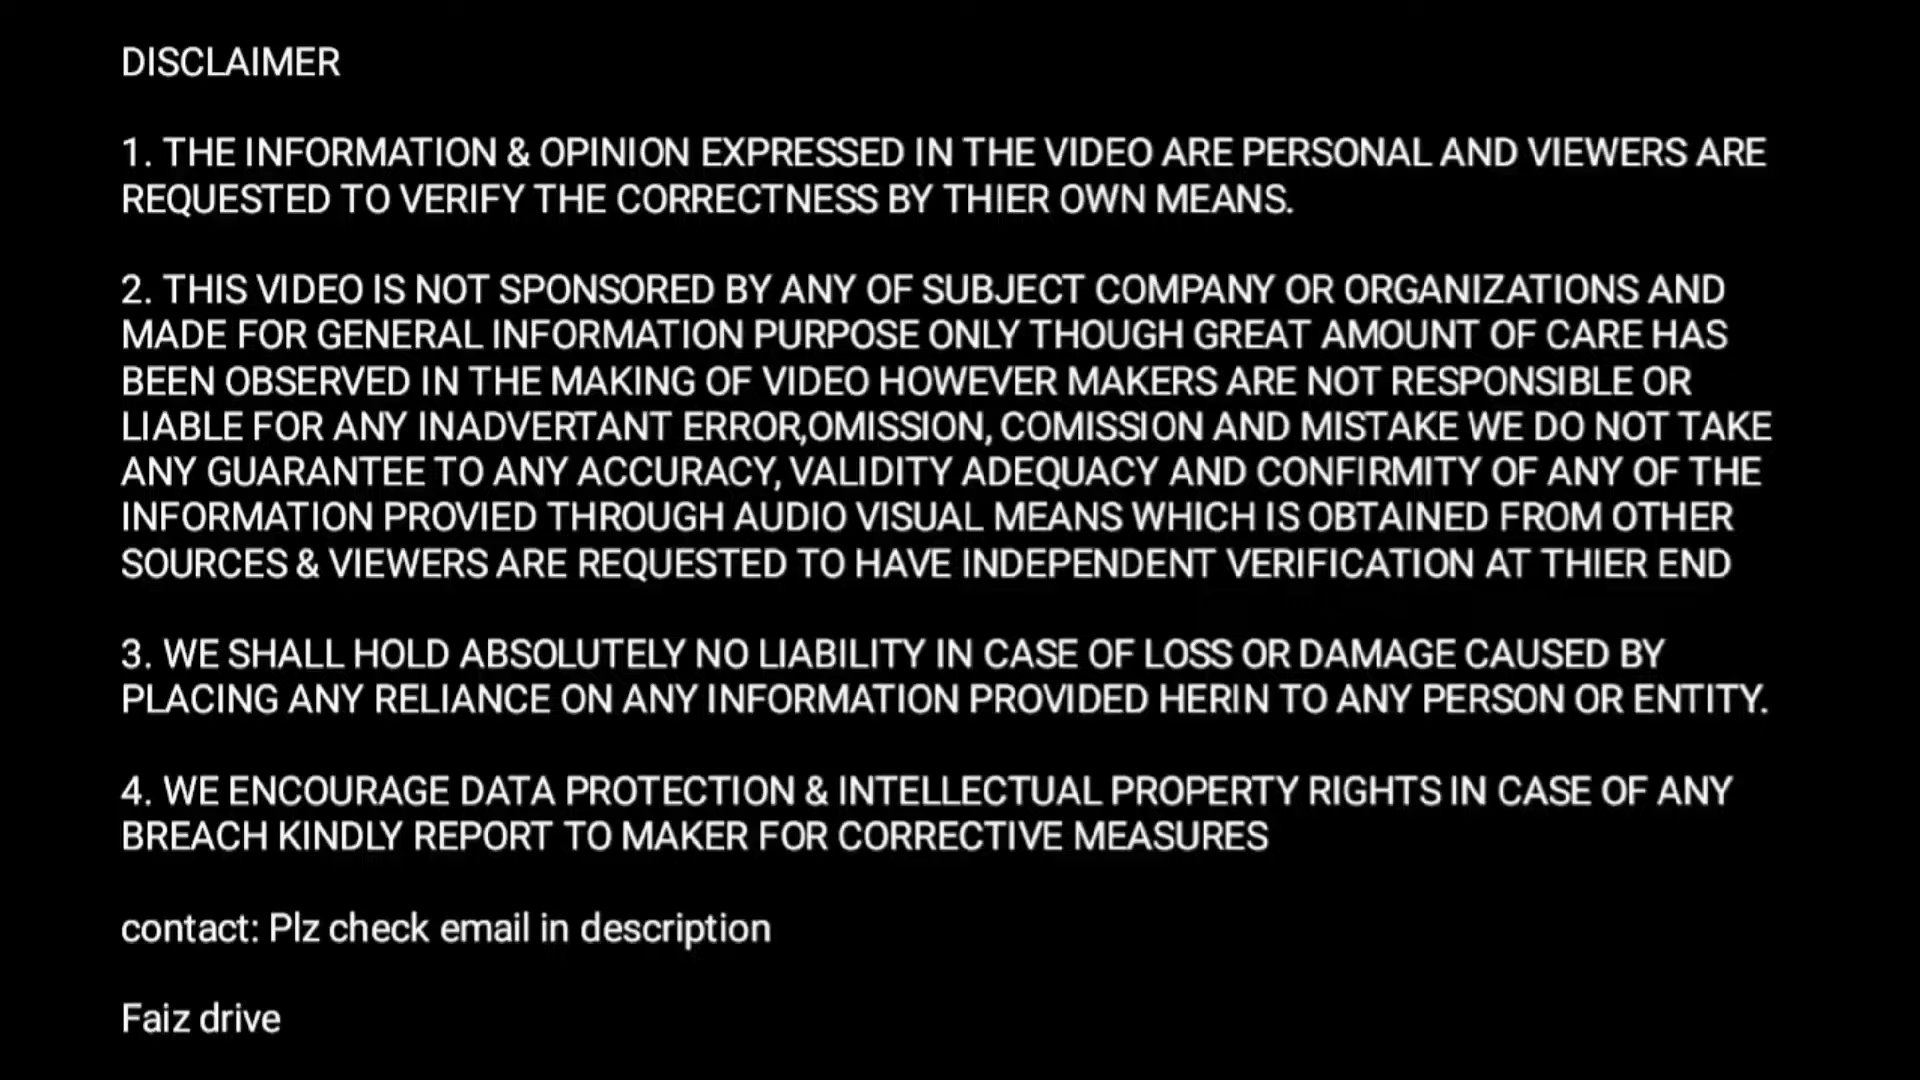 DISCLAIMER
1. THE INFORMATION & OPINION EXPRESSED IN THE VIDEO ARE PERSONAL AND VIEWERS ARE
REQUESTED TO VERIFY THE CORRECTNESS BY THIER OWN MEANS.
2. THIS VIDEO IS NOT SPONSORED BY ANY OF SUBJECT COMPANY OR ORGANIZATIONS AND
MADE FOR GENERAL INFORMATION PURPOSE ONLY THOUGH GREAT AMOUNT OF CARE HAS
BEEN OBSERVED IN THE MAKING OF VIDEO HOWEVER MAKERS ARE NOT RESPONSIBLE OR
LIABLE FOR ANY INADVERTANT ERROR,OMISSION, COMISSION AND MISTAKE WE DO NOT TAKE
ANY GUARANTEE TO ANY ACCURACY, VALIDITY ADEQUACY AND CONFIRMITY OF ANY OF THE
INFORMATION PROVIED THROUGH AUDIO VISUAL MEANS WHICH IS OBTAINED FROM OTHER
SOURCES & VIEWERS ARE REQUESTED TO HAVE INDEPENDENT VERIFICATION AT THIER END
3. WE SHALL HOLD ABSOLUTELY NO LIABILITY IN CASE OF LOSS OR DAMAGE CAUSED BY
PLACING ANY RELIANCE ON ANY INFORMATION PROVIDED HERIN TO ANY PERSON OR ENTITY.
4. WE ENCOURAGE DATA PROTECTION & INTELLECTUAL PROPERTY RIGHTS IN CASE OF ANY
BREACH KINDLY REPORT TO MAKER FOR CORRECTIVE MEASURES
contact: Plz check email in description
Faiz drive